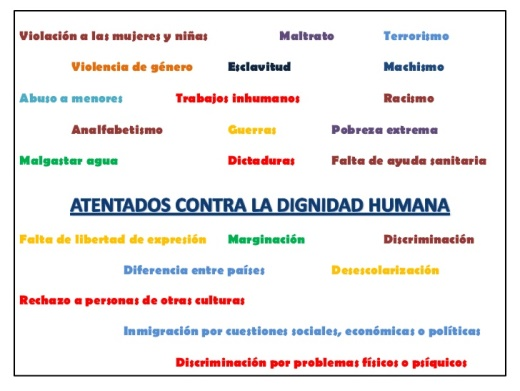 Violación a las mujeres y niñas Maltrato Terrorismo
Violencia de género Esclavitud Machismo
Abuso a menores Trabajos inhumanos Racismo
Analfabetismo Guerras Pobreza extrema
Malgastar agua Dictaduras Falta de ayuda sanitaria
ATENTADOS CONTRA LA DIGNIDAD HUMANA
Falta de libertad de expresión Marginación Discriminación
Diferencia entre países Desescolarización
Rechazo a personas de otras culturas
Inmigración por cuestiones sociales, económicas o políticas
Discriminación por problemas físicos o psíquicos